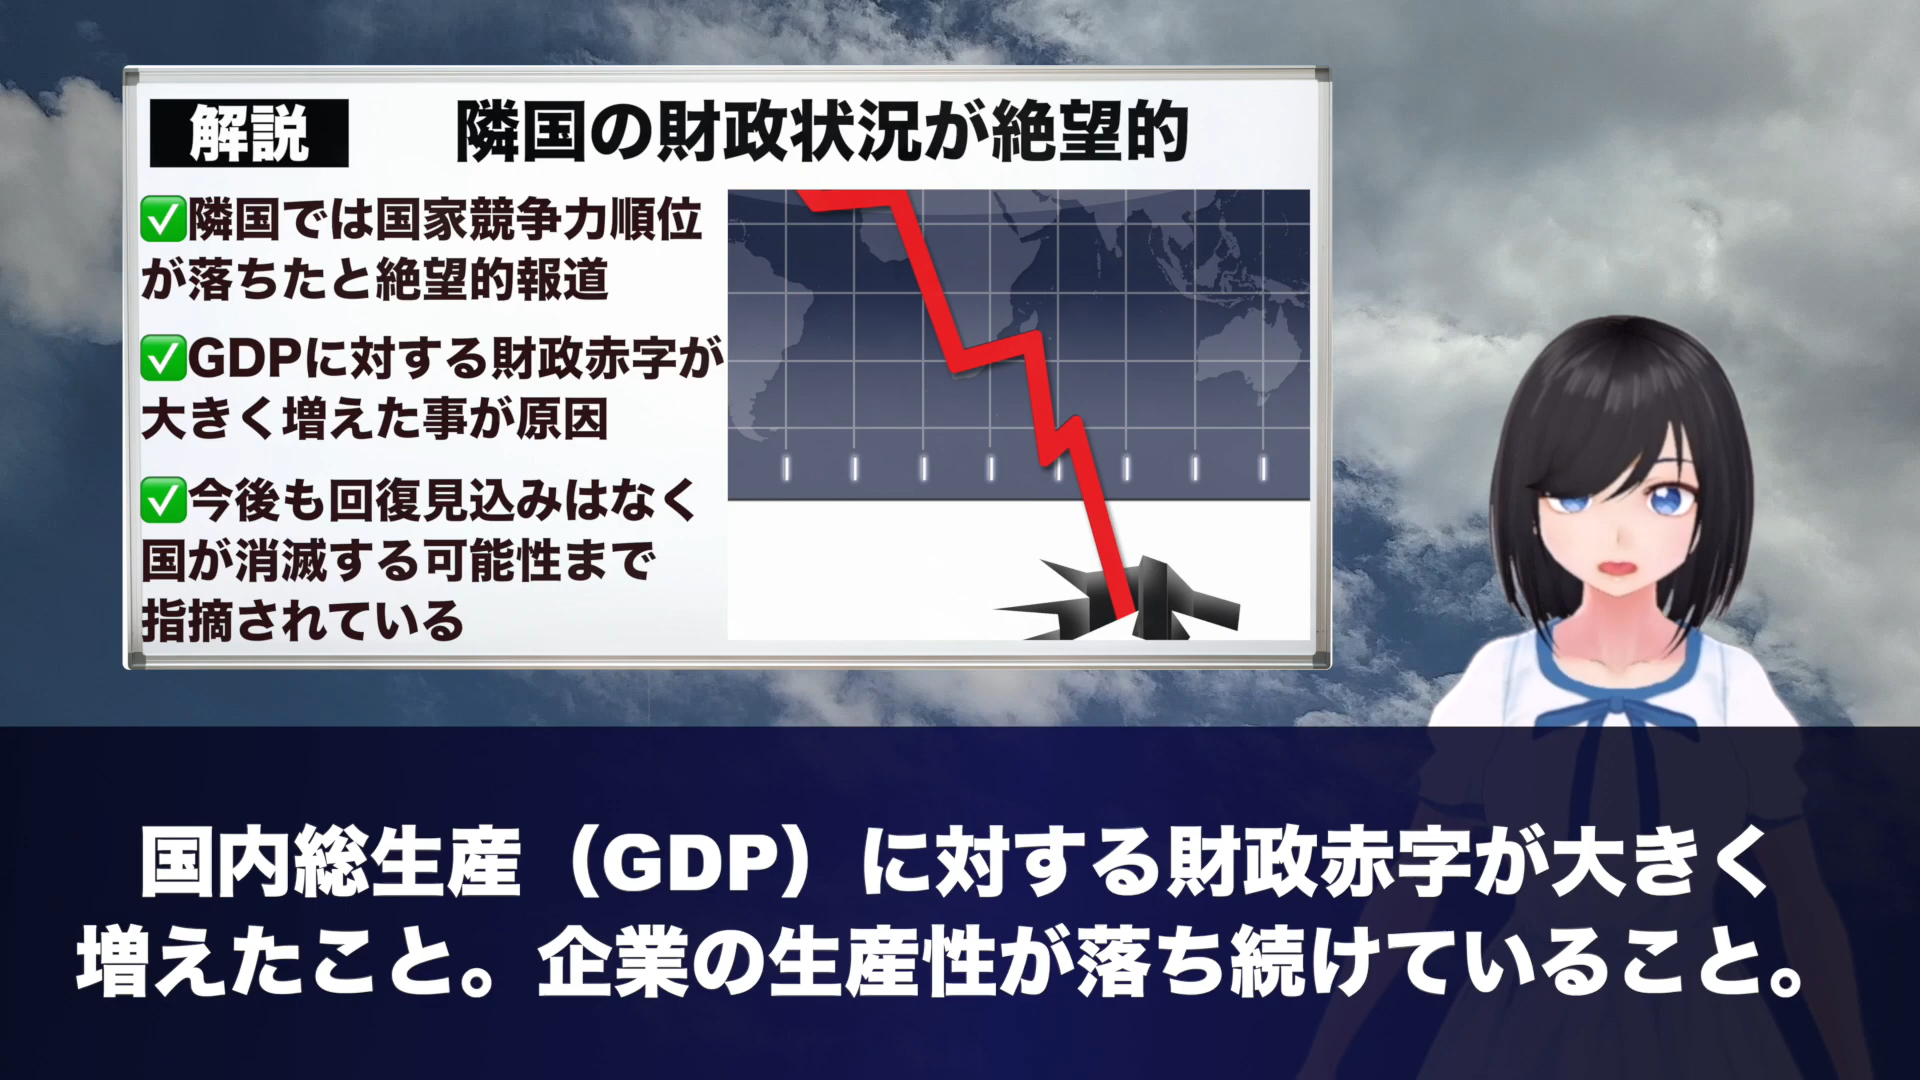 解説
隣国の財政状況が絶望的
✅隣国では国家競争力順位
が落ちたと絶望的報道
✅GDPに対する財政赤字が
大きく増えた事が原因
✅今後も回復見込みはなく
国が消滅する可能性まで
指摘されている
国内総生産（GDP）に対する財政赤字が大きく
増えたこと。企業の生産性が落ち続けていること。